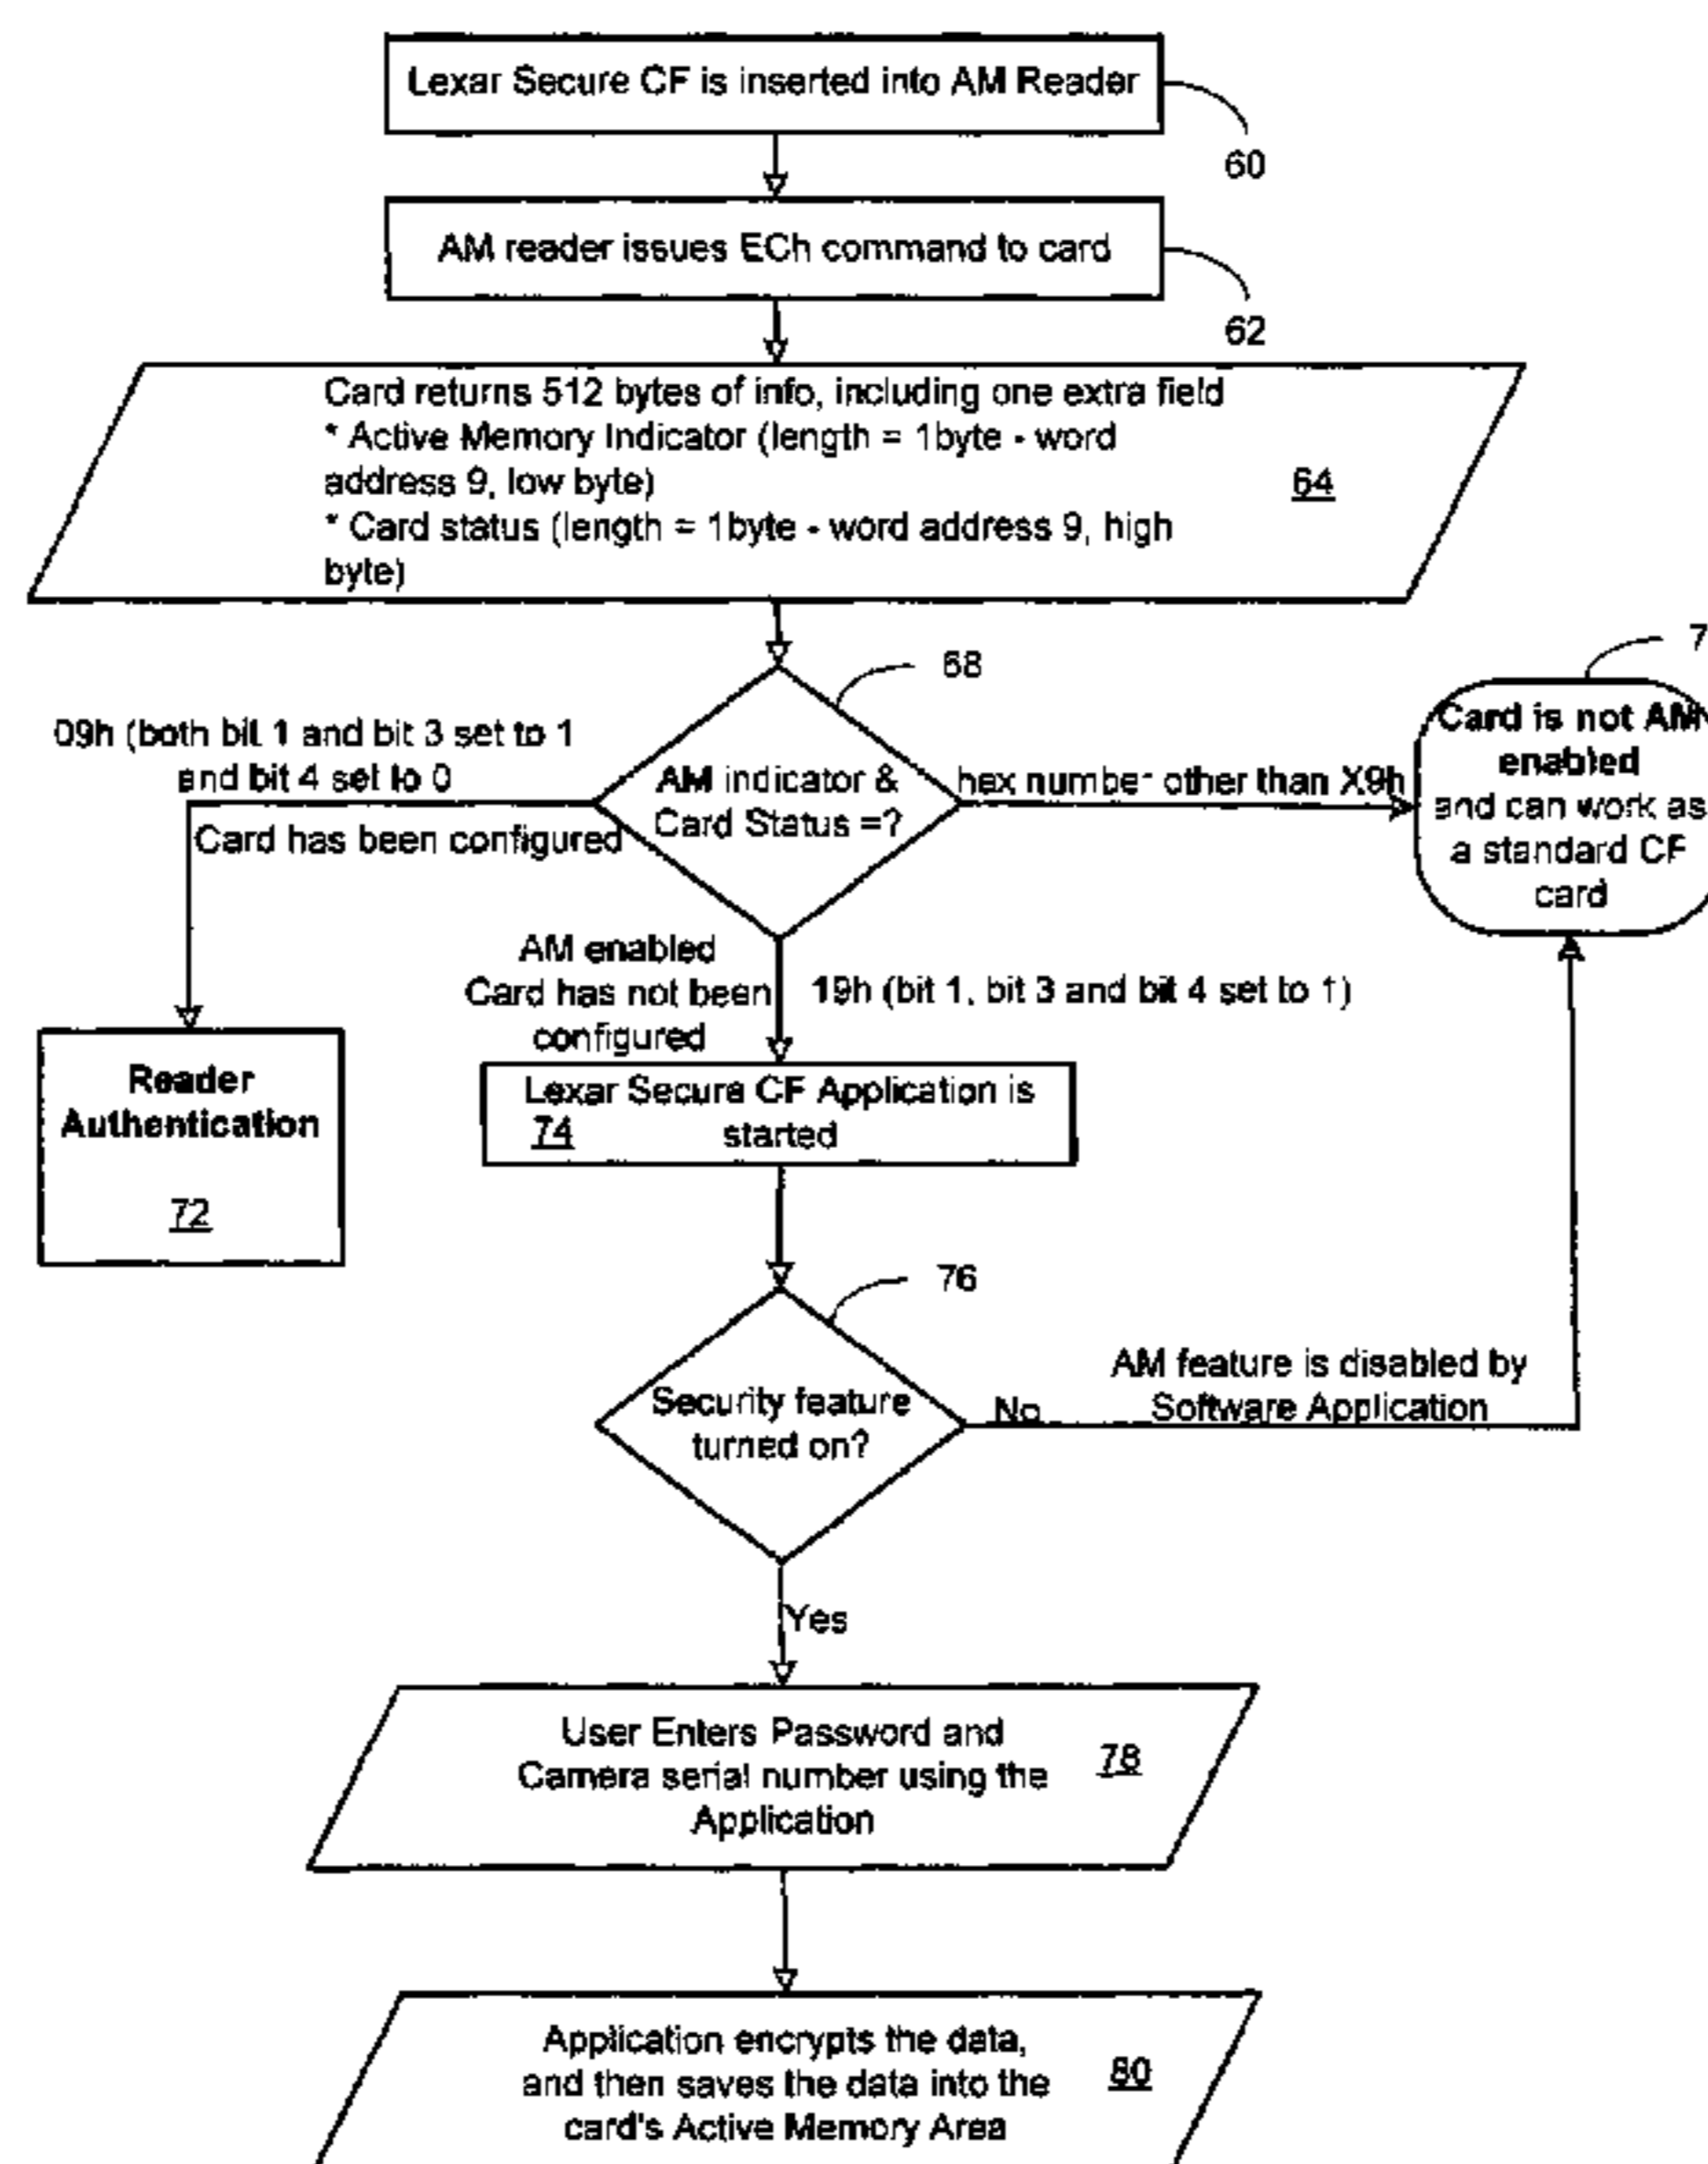 Lexar Secure CF is inserted into AM Reader
60
AM reader issues ECh command to card
62
Card returns 512 bytes of info, including one extra field
* Active Memory Indicator (length = 1byte - word
address 9, low byte)
* Card status (length = 1byte - word address 9, high
byte)
64
68
7
09h (both bit 1 and bit 3 set to 1
and bit 4 set to 0
Card has been configured
AM indicator &
Card Status =?
hex number other than X9h
Card is not AM
enabled
and can work as
a standard CF
card
AM enabled
Card has not been
configured
19h (bit 1, bit 3 and bit 4 set to 1)
Reader
Authentication
72
Lexar Secure CF Application is
74 started
76
Security feature
turned on?
No
AM feature is disabled by
Software Application
Yes
User Enters Password and
Camera serial number using the
Application
78
Application encrypts the data,
and then saves the data into the
card's Active Memory Area
80